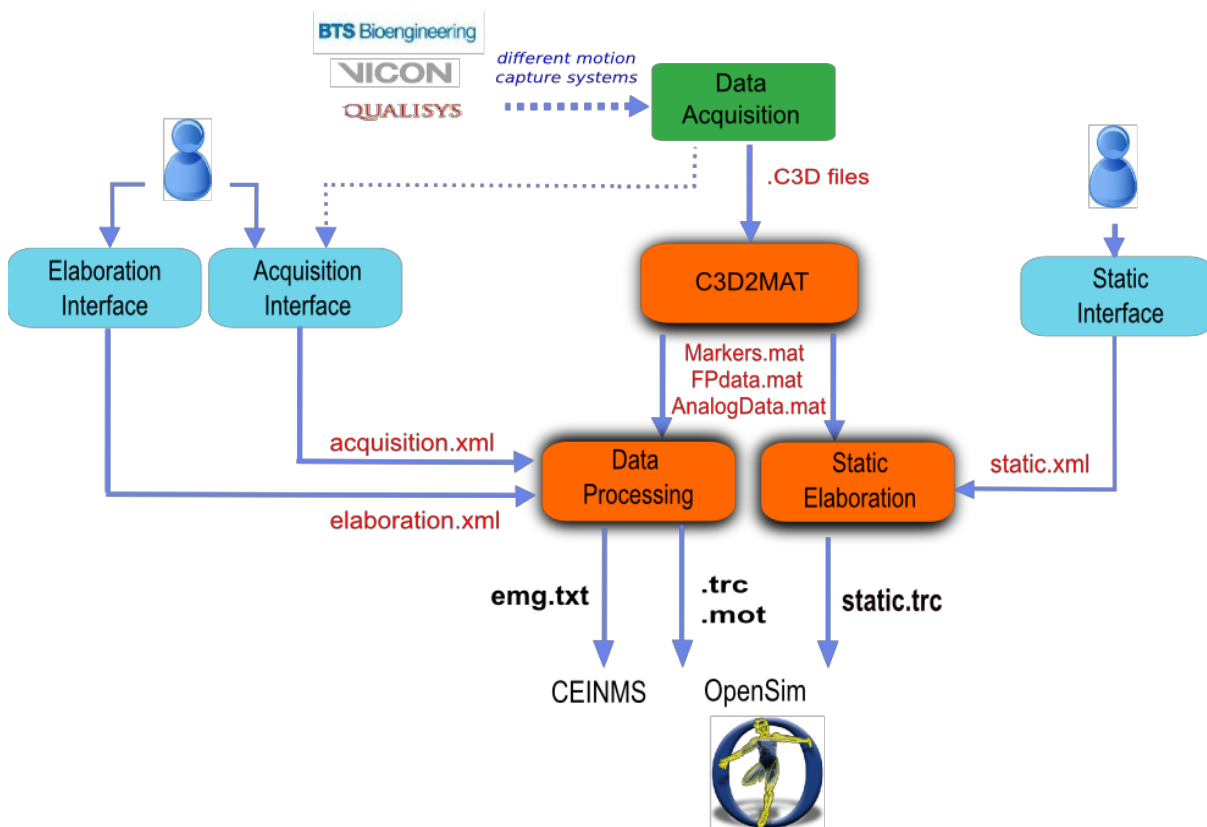 BTS Bioengineering
VICON
QUALISYS
different motion
capture systems
Data
Acquisition
.C3D files
Elaboration
Interface
Acquisition
Interface
C3D2MAT
Static
Interface
Markers.mat
FPdata.mat
AnalogData.mat
acquisition.xml
Data
Processing
Static
Elaboration
static.xml
elaboration.xml
emg.txt
.trc
.mot
static.trc
CEINMS
OpenSim